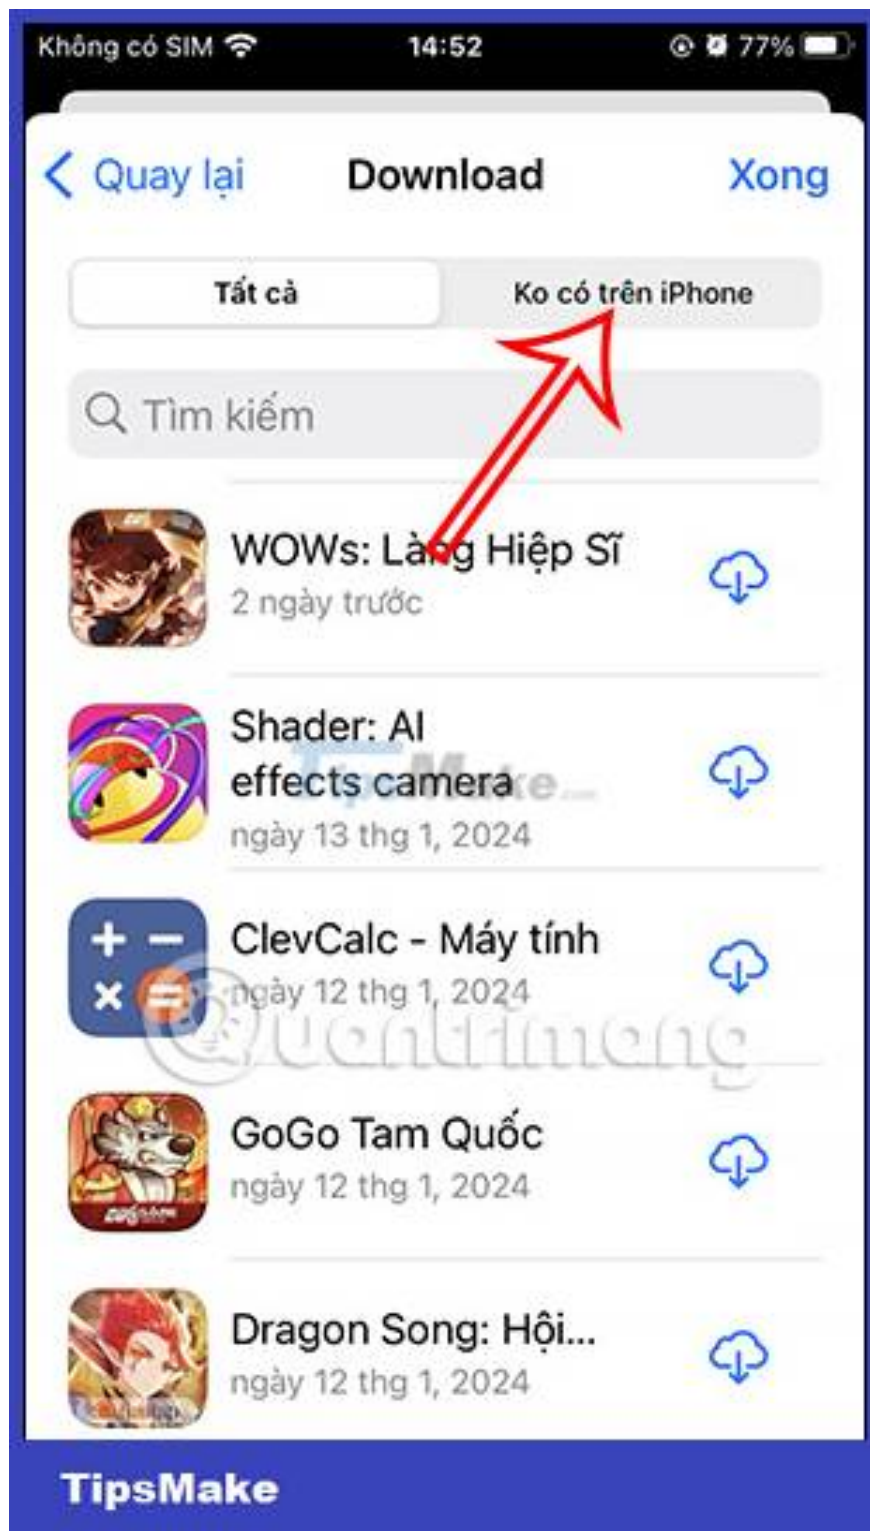 Không có SIM 14:52 77%
Quay lại Download Xong
Tất cả Ko có trên iPhone
Tìm kiếm
WOWs: Làng Hiệp Sĩ
2 ngày trước
Shader: AI
effects camera
ngày 13 thg 1, 2024
TipsMake.com
ClevCalc - Máy tính
ngày 12 thg 1, 2024
Quantrimang
GoGo Tam Quốc
ngày 12 thg 1, 2024
Dragon Song: Hội...
ngày 12 thg 1, 2024
TipsMake